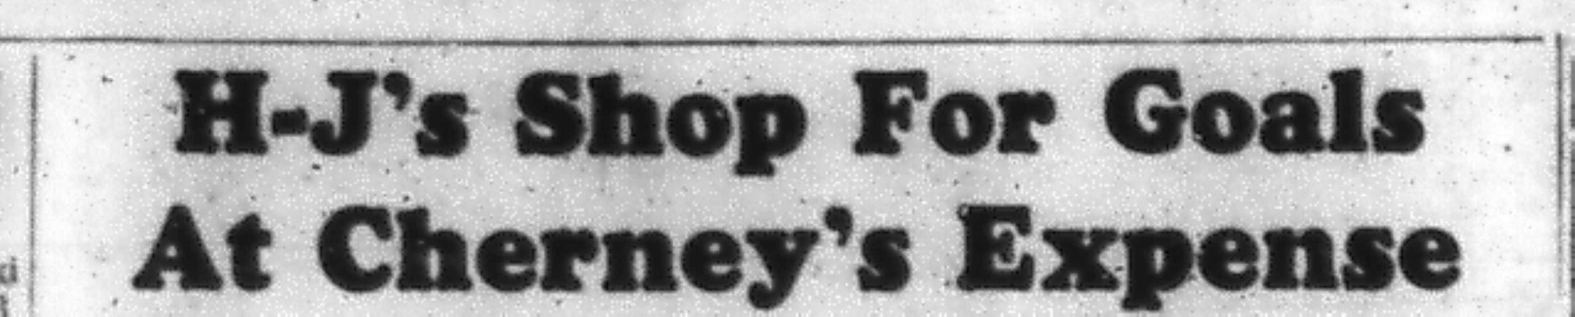 H-J's Shop For Goals
At Cherney's Expense